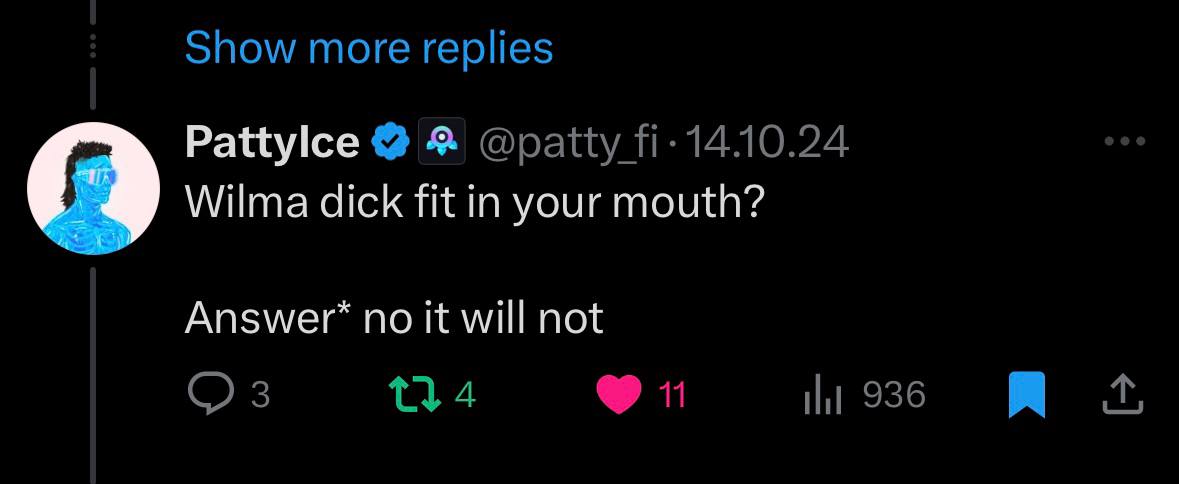 Show more replies
PattyIce @patty_fi · 14.10.24
Wilma dick fit in your mouth?
Answer* no it will not
3 4 11 936